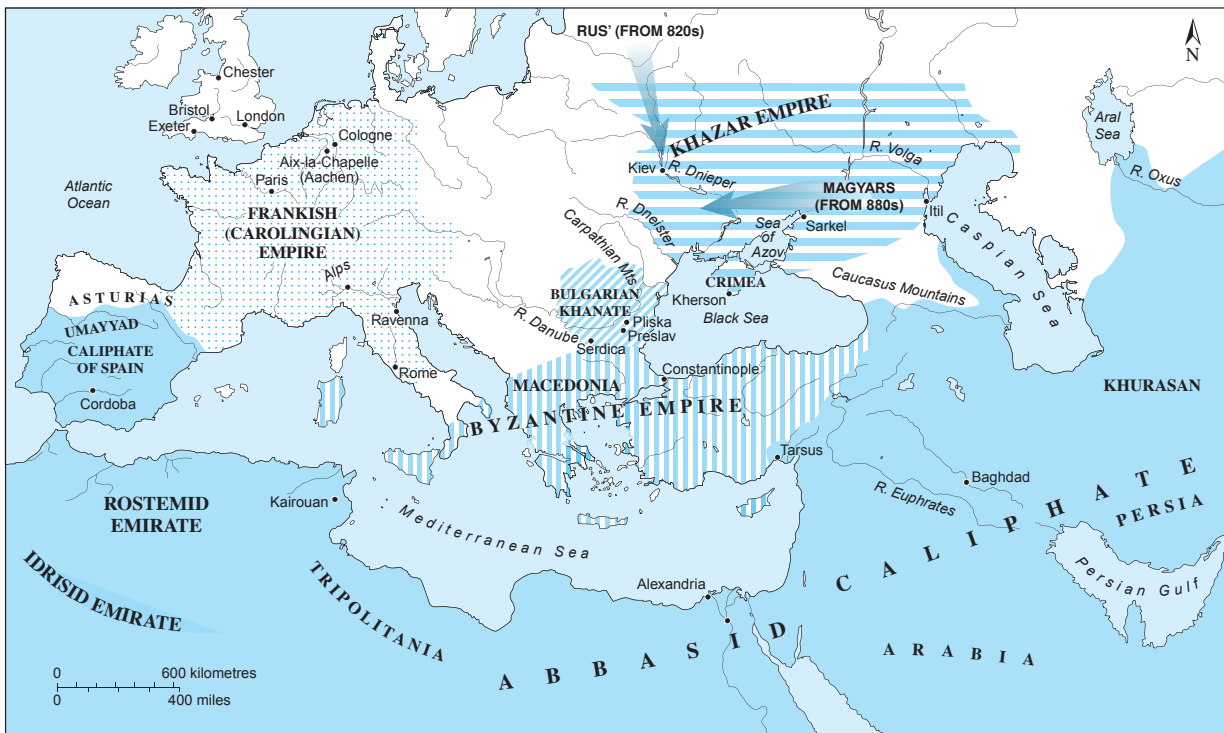 RUS' (FROM 820s)
N
Chester
Bristol
London
Exeter
Cologne
Aix-la-Chapelle
(Aachen)
Paris
Atlantic
Ocean
FRANKISH
(CAROLINGIAN)
EMPIRE
Alps
KHAZAR EMPIRE
Kiev
R. Dnieper
R. Volga
MAGYARS
(FROM 880s)
Itil
R. Dneister
Sea
of
Azov
Sarkel
Carpathian Mts
Aral
Sea
R. Oxus
Caspian Sea
ASTURIAS
UMAYYAD
CALIPHATE
OF SPAIN
Cordoba
Ravenna
Rome
R. Danube
BULGARIAN
KHANATE
Pliska
Preslav
Serdica
CRIMEA
Kherson
Black Sea
Caucasus Mountains
Constantinople
MACEDONIA
BYZANTINE EMPIRE
KHURASAN
Tarsus
Baghdad
R. Euphrates
PERSIA
Persian Gulf
ROSTEMID
EMIRATE
Kairouan
Mediterranean Sea
IDRISID EMIRATE
TRIPOLITANIA
Alexandria
ABBASID CALIPHATE
ARABIA
0 600 kilometres
0 400 miles